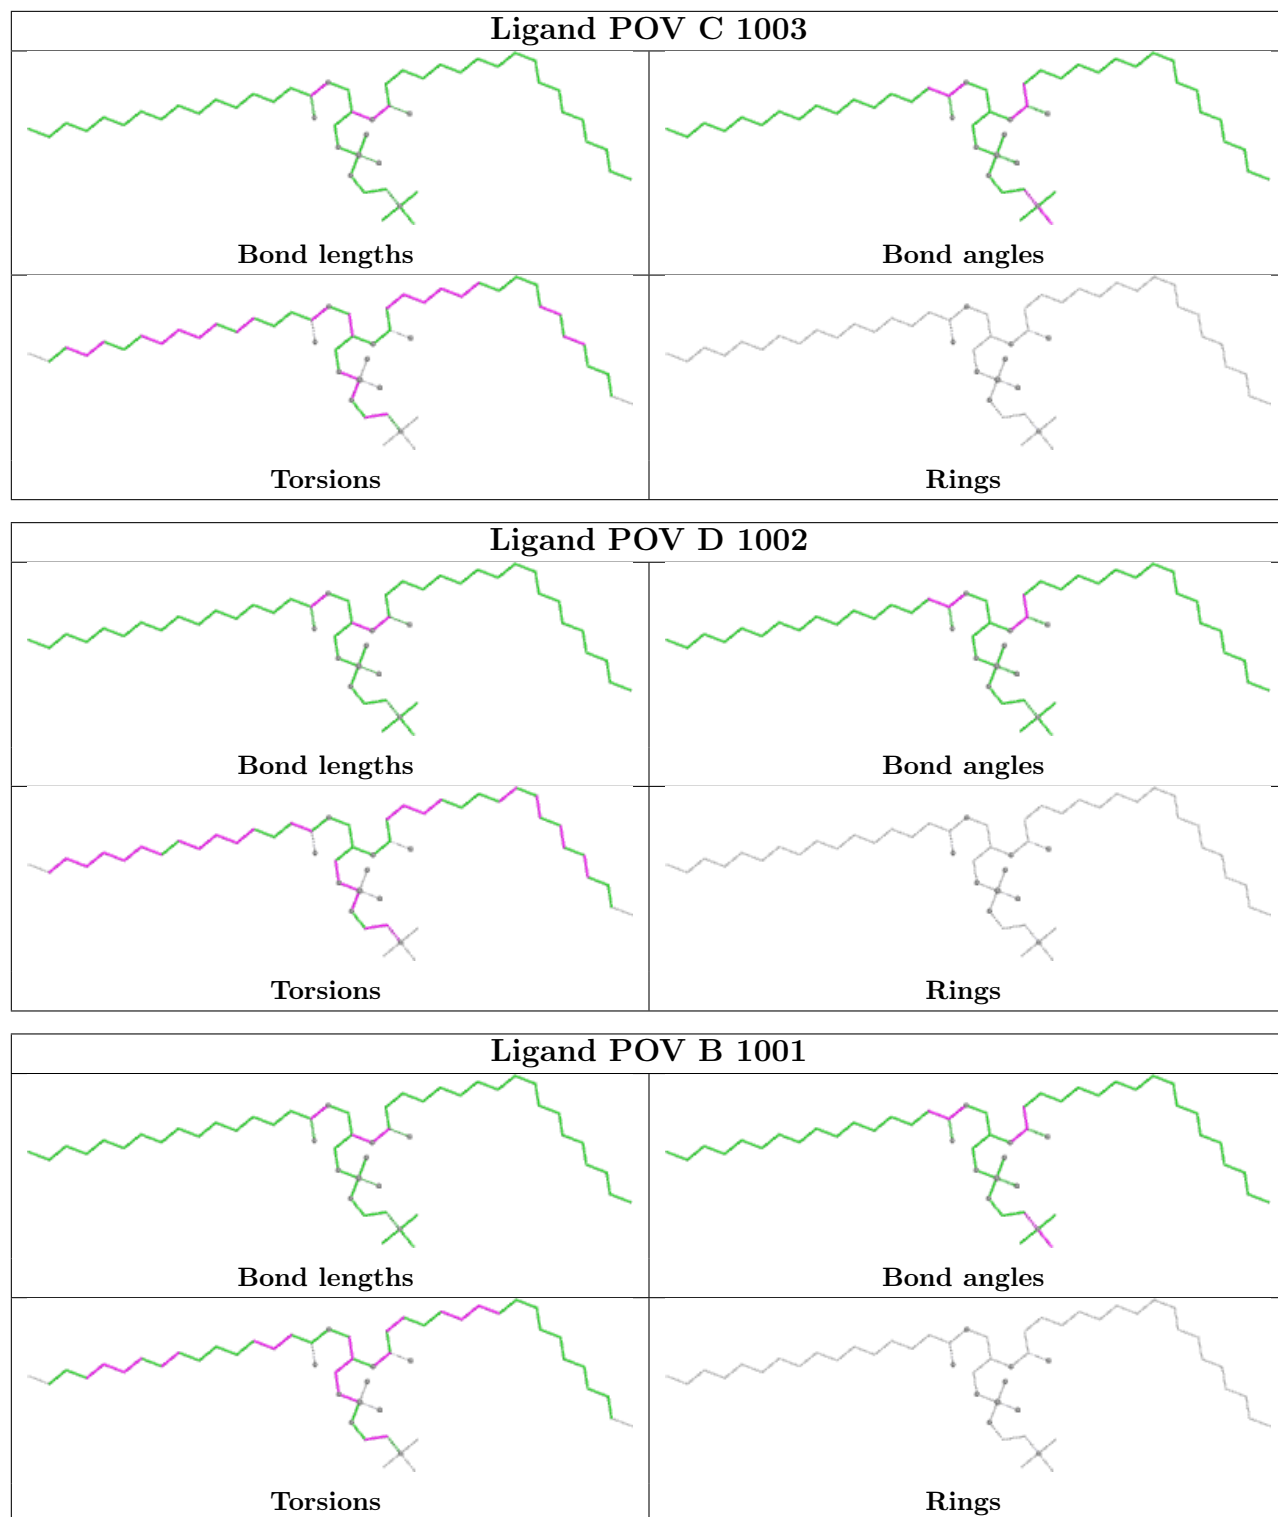 Ligand POV C 1003
Bond lengths
Bond angles
Torsions
Rings
Ligand POV D 1002
Bond lengths
Bond angles
Torsions
Rings
Ligand POV B 1001
Bond lengths
Bond angles
Torsions
Rings